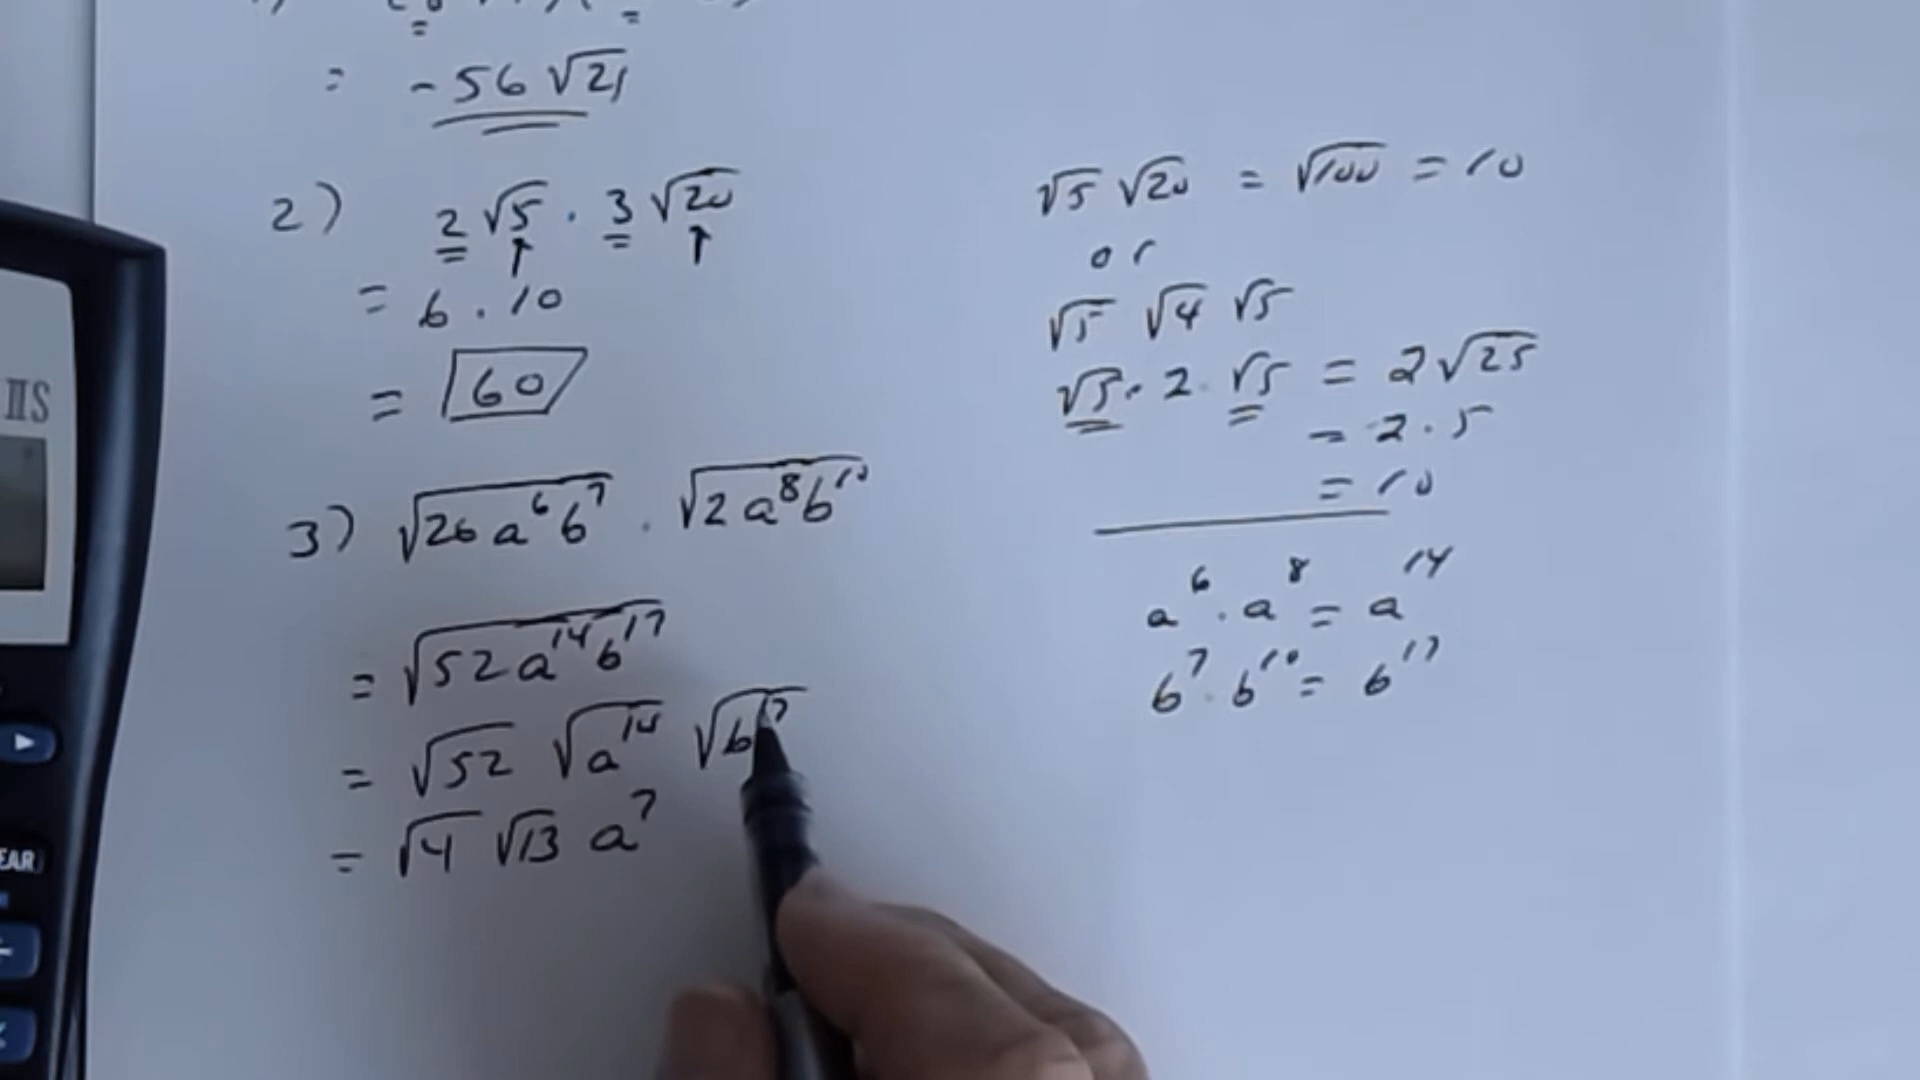 = -56√21
2) 2√5 · 3√20
= 6 · 10
= 60
3) √26a⁶b⁷ · √2a⁸b¹⁰
= √52a¹⁴b¹⁷
= √52 √a¹⁴ √b¹⁷
= √4 √13 a⁷
√5 √20 = √100 = 10
or
√5 √4 √5
√5 · 2 · √5 = 2√25
= 2 · 5
= 10
a⁶ · a⁸ = a¹⁴
b⁷ · b¹⁰ = b¹⁷
IIS
EAR